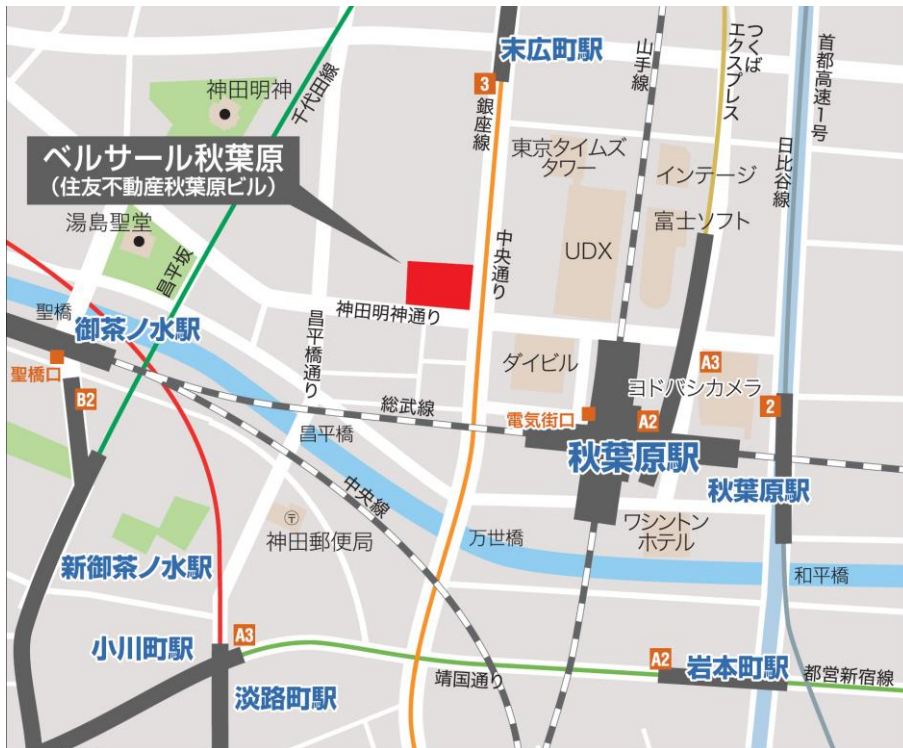 末広町駅
3
銀座線
山手線
つくば
エクスプレス
首都高速1号
日比谷線
神田明神
千代田線
ベルサール秋葉原
(住友不動産秋葉原ビル)
東京タイムズ
タワー
インテージ
富士ソフト
UDX
湯島聖堂
昌平坂
中央通り
神田明神通り
昌平橋通り
聖橋
御茶ノ水駅
聖橋口
B2
ダイビル
A3
ヨドバシカメラ
総武線
電気街口
A2
2
秋葉原駅
秋葉原駅
昌平橋
中央線
神田郵便局
〒
万世橋
ワシントン
ホテル
和平橋
新御茶ノ水駅
小川町駅
A3
淡路町駅
靖国通り
A2
岩本町駅
都営新宿線